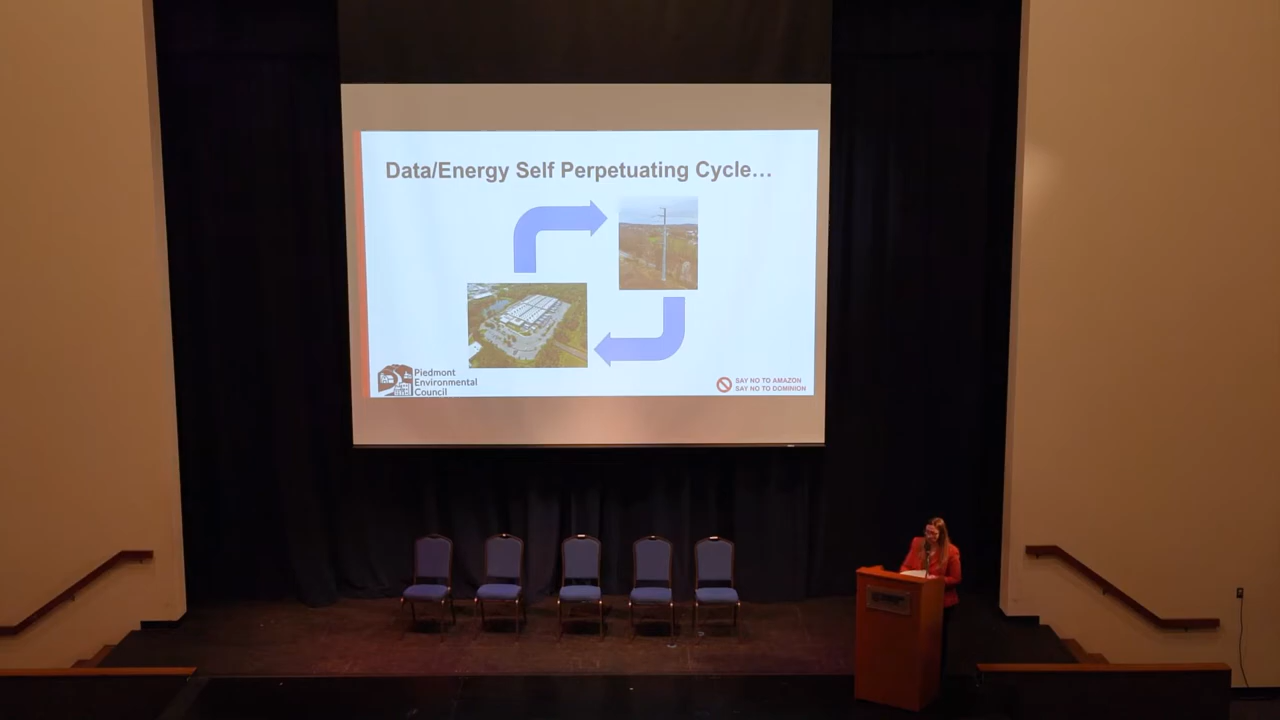 Data/Energy Self Perpetuating Cycle...
Piedmont
Environmental
Council
SAY NO TO AMAZON
SAY NO TO DOMINION